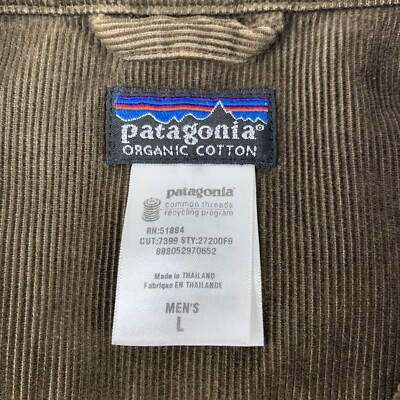 patagonia®
ORGANIC COTTON
patagonia®
common threads
recycling program
RN:51884
CUT:7399 STY:27200F9
888052970652
Made in THAILAND
Fabriqué en THAILANDE
MEN'S
L